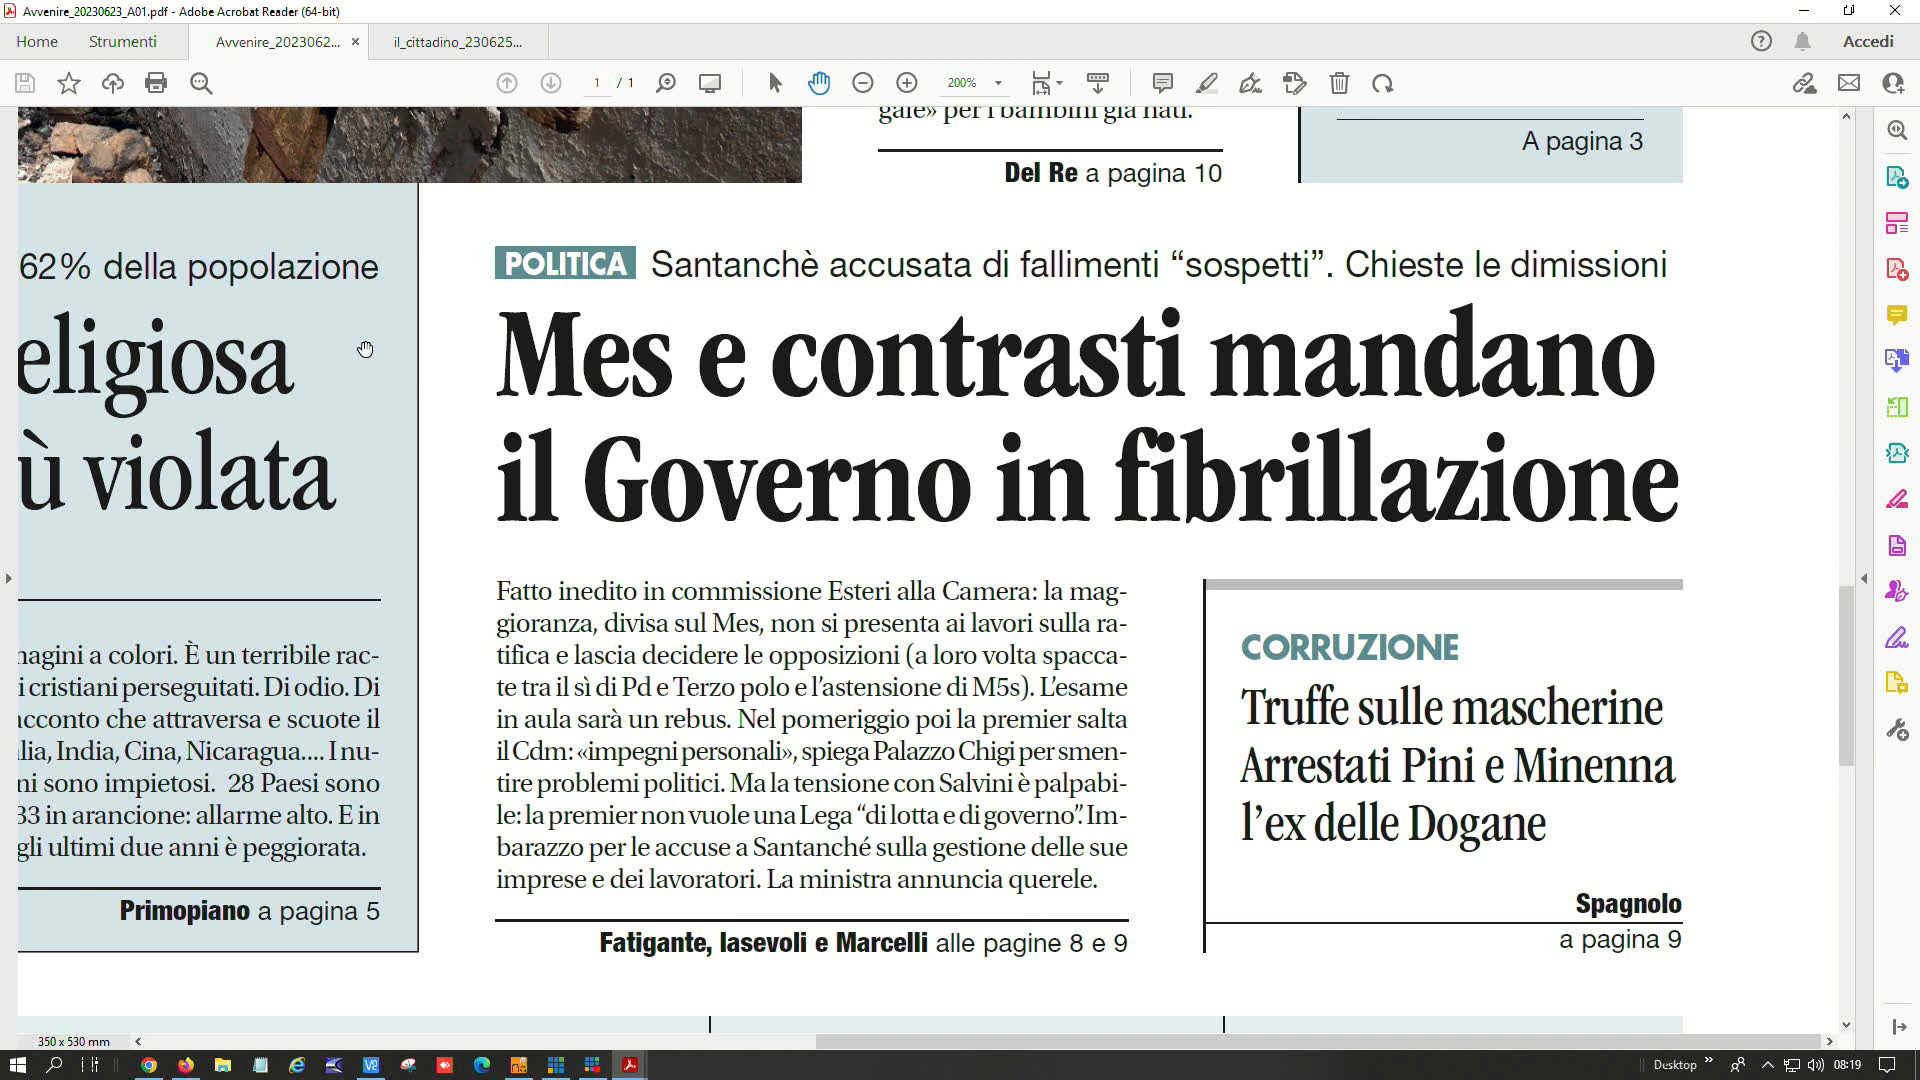 Avvenire_20230623_A01.pdf - Adobe Acrobat Reader (64-bit)
Home
Strumenti
Avvenire_2023062...
il_cittadino_230625...
Accedi
1 / 1
200%
gale» per i bambini già nati.
Del Re a pagina 10
A pagina 3
62% della popolazione
eligiosa
ù violata
nagini a colori. È un terribile rac-
i cristiani perseguitati. Di odio. Di
acconto che attraversa e scuote il
lia, India, Cina, Nicaragua.... I nu-
ni sono impietosi. 28 Paesi sono
33 in arancione: allarme alto. E in
gli ultimi due anni è peggiorata.
Primopiano a pagina 5
POLITICA Santanchè accusata di fallimenti “sospetti”. Chieste le dimissioni
Mes e contrasti mandano
il Governo in fibrillazione
Fatto inedito in commissione Esteri alla Camera: la mag-
gioranza, divisa sul Mes, non si presenta ai lavori sulla ra-
tifica e lascia decidere le opposizioni (a loro volta spacca-
te tra il sì di Pd e Terzo polo e l’astensione di M5s). L’esame
in aula sarà un rebus. Nel pomeriggio poi la premier salta
il Cdm: «impegni personali», spiega Palazzo Chigi per smen-
tire problemi politici. Ma la tensione con Salvini è palpabi-
le: la premier non vuole una Lega “di lotta e di governo”. Im-
barazzo per le accuse a Santanché sulla gestione delle sue
imprese e dei lavoratori. La ministra annuncia querele.
Fatigante, Iasevoli e Marcelli alle pagine 8 e 9
CORRUZIONE
Truffe sulle mascherine
Arrestati Pini e Minenna
l’ex delle Dogane
Spagnolo
a pagina 9
350 x 530 mm
Desktop
08:19